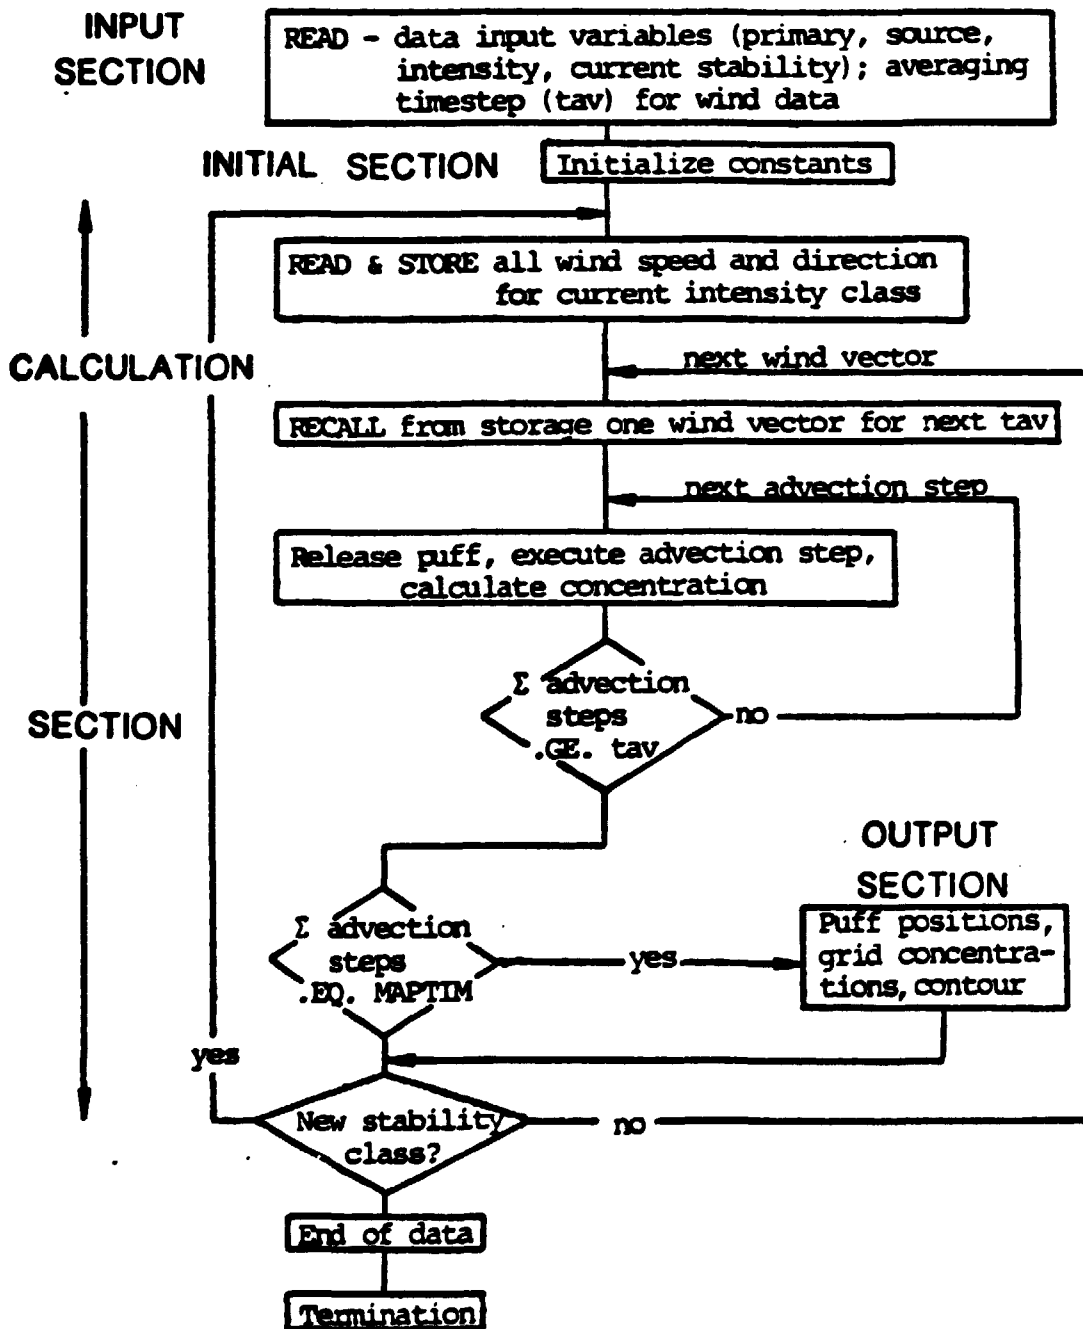 INPUT
SECTION
READ - data input variables (primary, source,
intensity, current stability); averaging
timestep (tav) for wind data
INITIAL SECTION
Initialize constants
READ & STORE all wind speed and direction
for current intensity class
CALCULATION
next wind vector
RECALL from storage one wind vector for next tav
next advection step
Release puff, execute advection step,
calculate concentration
Σ advection
steps
.GE. tav
no
SECTION
OUTPUT
SECTION
Σ advection
steps
.EQ. MAPTIM
yes
Puff positions,
grid concentra-
tions, contour
yes
New stability
class?
no
End of data
Termination